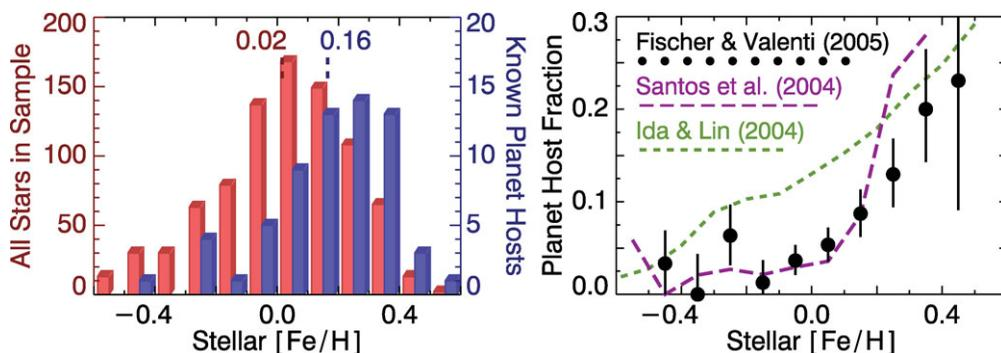 200
150
100
50
0
All Stars in Sample
0.02
0.16
20
15
10
5
0
Known Planet Hosts
−0.4
0.0
0.4
Stellar [Fe/H]
0.3
0.2
0.1
0.0
Planet Host Fraction
Fischer & Valenti (2005)
Santos et al. (2004)
Ida & Lin (2004)
−0.4
0.0
0.4
Stellar [Fe/H]